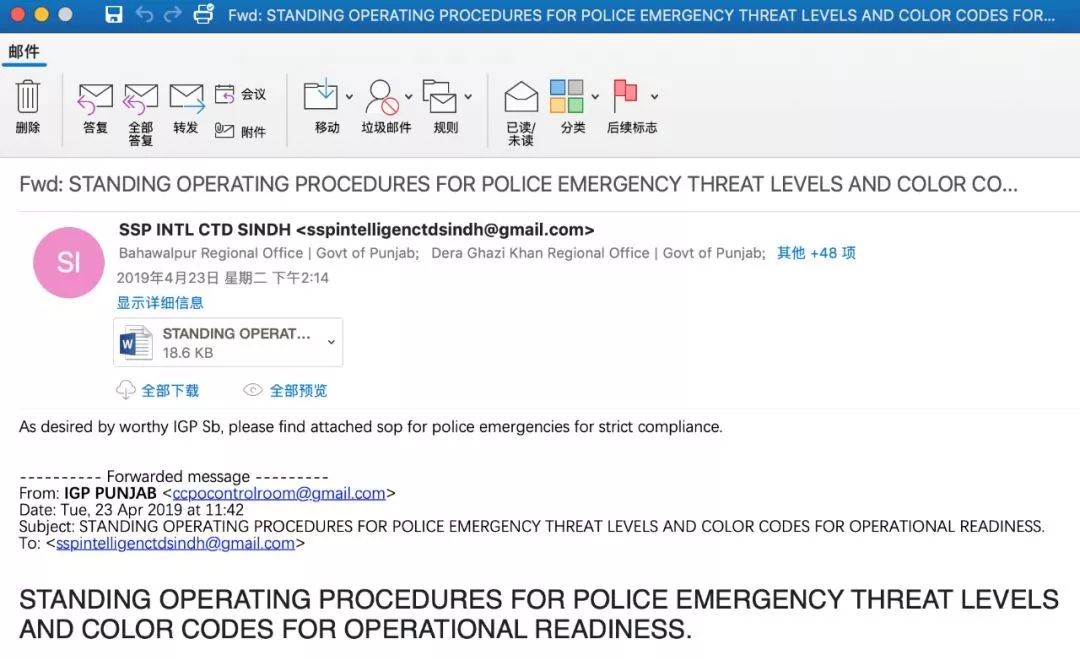 Fwd: STANDING OPERATING PROCEDURES FOR POLICE EMERGENCY THREAT LEVELS AND COLOR CODES FOR...
邮件
删除
答复
全部答复
转发
会议
附件
移动
垃圾邮件
规则
已读/未读
分类
后续标志
Fwd: STANDING OPERATING PROCEDURES FOR POLICE EMERGENCY THREAT LEVELS AND COLOR CO...
SI
SSP INTL CTD SINDH <sspintelligenctdsindh@gmail.com>
Bahawalpur Regional Office | Govt of Punjab; Dera Ghazi Khan Regional Office | Govt of Punjab; 其他 +48 项
2019年4月23日 星期二 下午2:14
显示详细信息
W
STANDING OPERAT...
18.6 KB
全部下载 全部预览
As desired by worthy IGP Sb, please find attached sop for police emergencies for strict compliance.
---------- Forwarded message ---------
From: IGP PUNJAB <ccpocontrolroom@gmail.com>
Date: Tue, 23 Apr 2019 at 11:42
Subject: STANDING OPERATING PROCEDURES FOR POLICE EMERGENCY THREAT LEVELS AND COLOR CODES FOR OPERATIONAL READINESS.
To: <sspintelligenctdsindh@gmail.com>
STANDING OPERATING PROCEDURES FOR POLICE EMERGENCY THREAT LEVELS
AND COLOR CODES FOR OPERATIONAL READINESS.